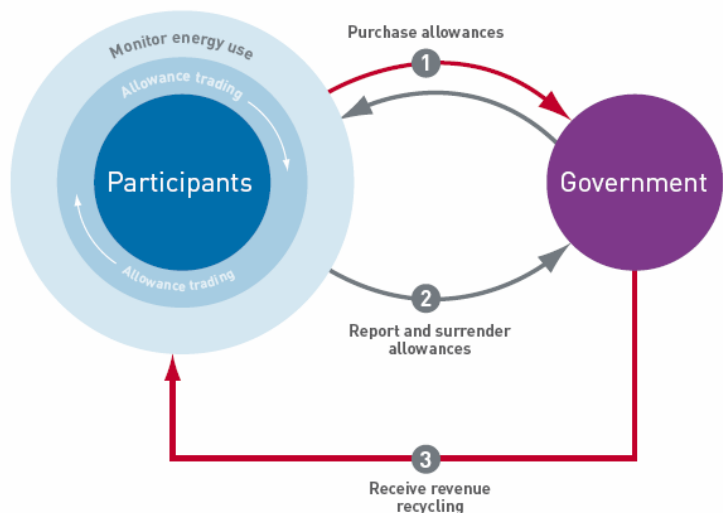 Monitor energy use
Allowance trading
Participants
Allowance trading
Purchase allowances
1
Government
2
Report and surrender
allowances
3
Receive revenue
recycling